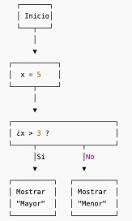 Inicio
x = 5
¿x > 3 ?
Sí No
Mostrar Mostrar
"Mayor" "Menor"